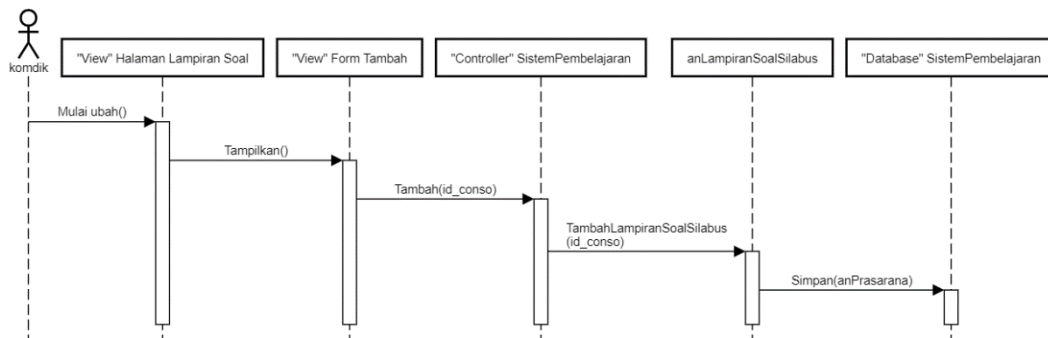 komdik
"View" Halaman Lampiran Soal
"View" Form Tambah
"Controller" SistemPembelajaran
anLampiranSoalSilabus
"Database" SistemPembelajaran
Mulai ubah()
Tampilkan()
Tambah(id_conso)
TambahLampiranSoalSilabus
(id_conso)
Simpan(anPrasarana)